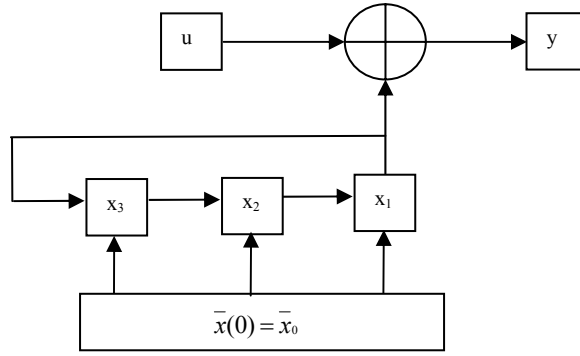 u y
x₃ x₂ x₁
x̅(0) = x̅₀